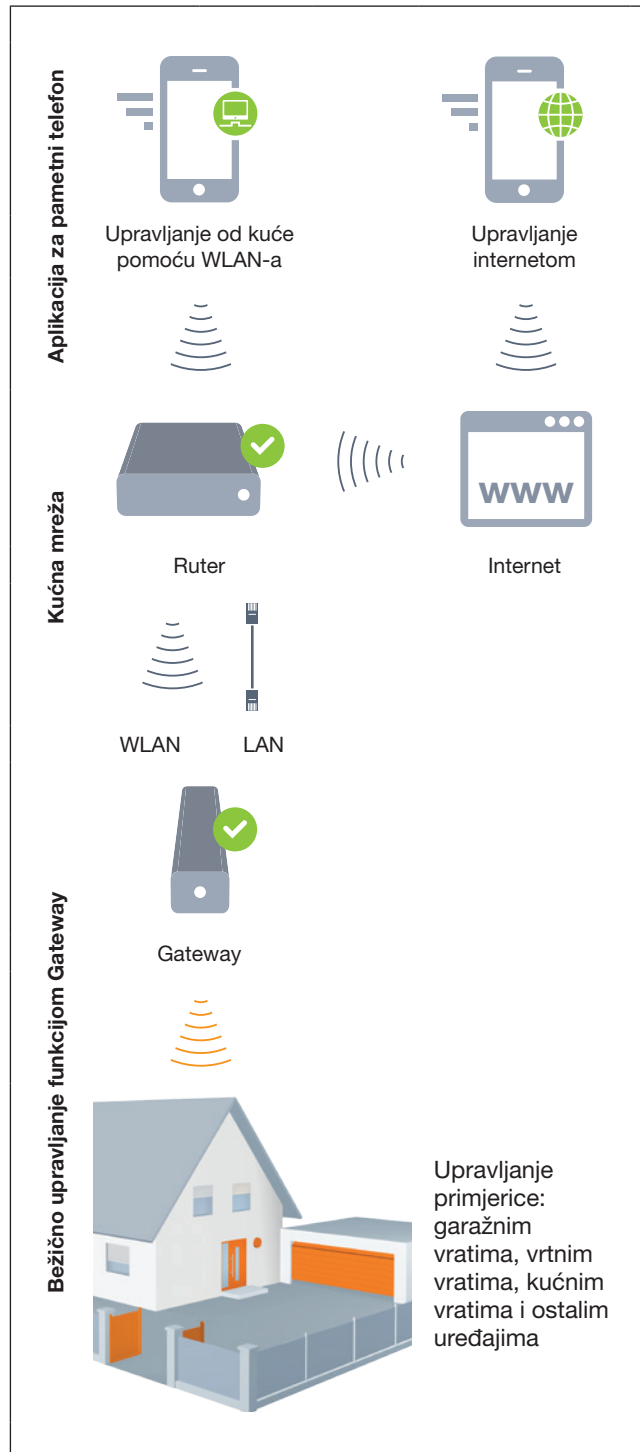 Aplikacija za pametni telefon
Upravljanje od kuće
pomoću WLAN-a
Upravljanje
internetom
Kućna mreža
www
Ruter
Internet
WLAN
LAN
Bežično upravljanje funkcijom Gateway
Gateway
Upravljanje
primjerice:
garažnim
vratima, vrtnim
vratima, kućnim
vratima i ostalim
uređajima